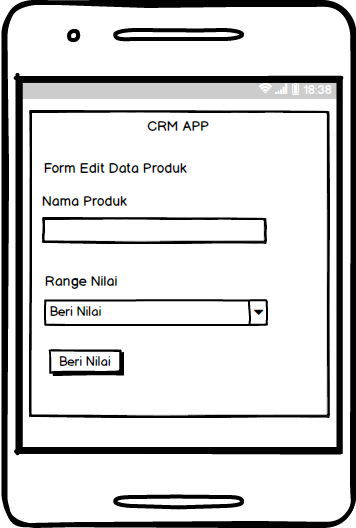 18:38
CRM APP
Form Edit Data Produk
Nama Produk
Range Nilai
Beri Nilai
Beri Nilai